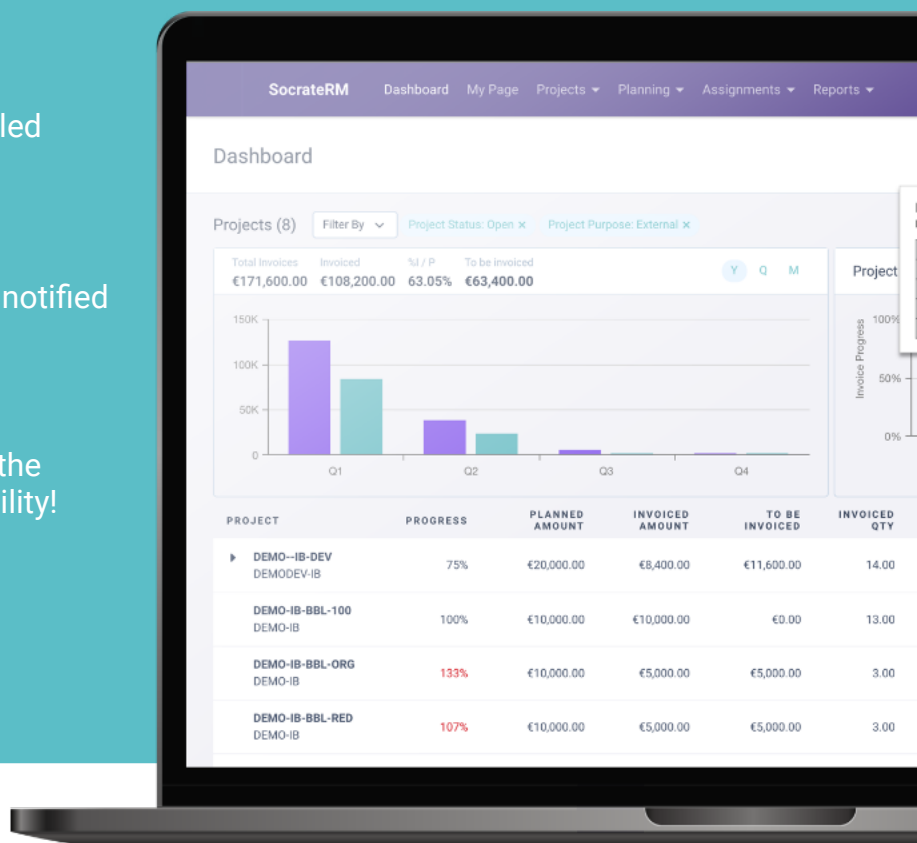 led
notified
the
ility!
SocrateRM Dashboard My Page Projects Planning Assignments Reports
Dashboard
Projects (8) Filter By Project Status: Open × Project Purpose: External ×
Total Invoices Invoiced %I / P To be invoiced
€171,600.00 €108,200.00 63.05% €63,400.00
Y Q M
Project
150K
100K
50K
0
Q1 Q2 Q3 Q4
Invoice Progress
100%
50%
0%
PROJECT PROGRESS PLANNED AMOUNT INVOICED AMOUNT TO BE INVOICED INVOICED QTY
DEMO--IB-DEV
DEMODEV-IB
75% €20,000.00 €8,400.00 €11,600.00 14.00
DEMO-IB-BBL-100
DEMO-IB
100% €10,000.00 €10,000.00 €0.00 13.00
DEMO-IB-BBL-ORG
DEMO-IB
133% €10,000.00 €5,000.00 €5,000.00 3.00
DEMO-IB-BBL-RED
DEMO-IB
107% €10,000.00 €5,000.00 €5,000.00 3.00